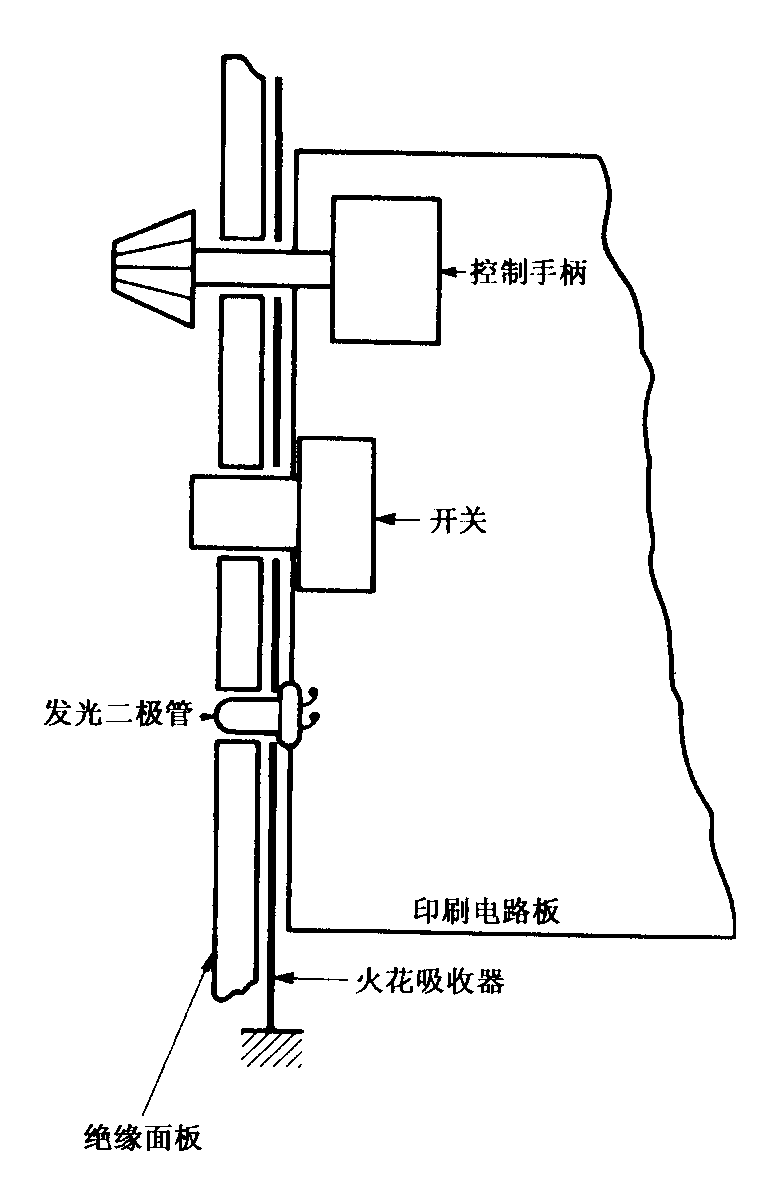 控制手柄
开关
发光二极管
印刷电路板
火花吸收器
绝缘面板